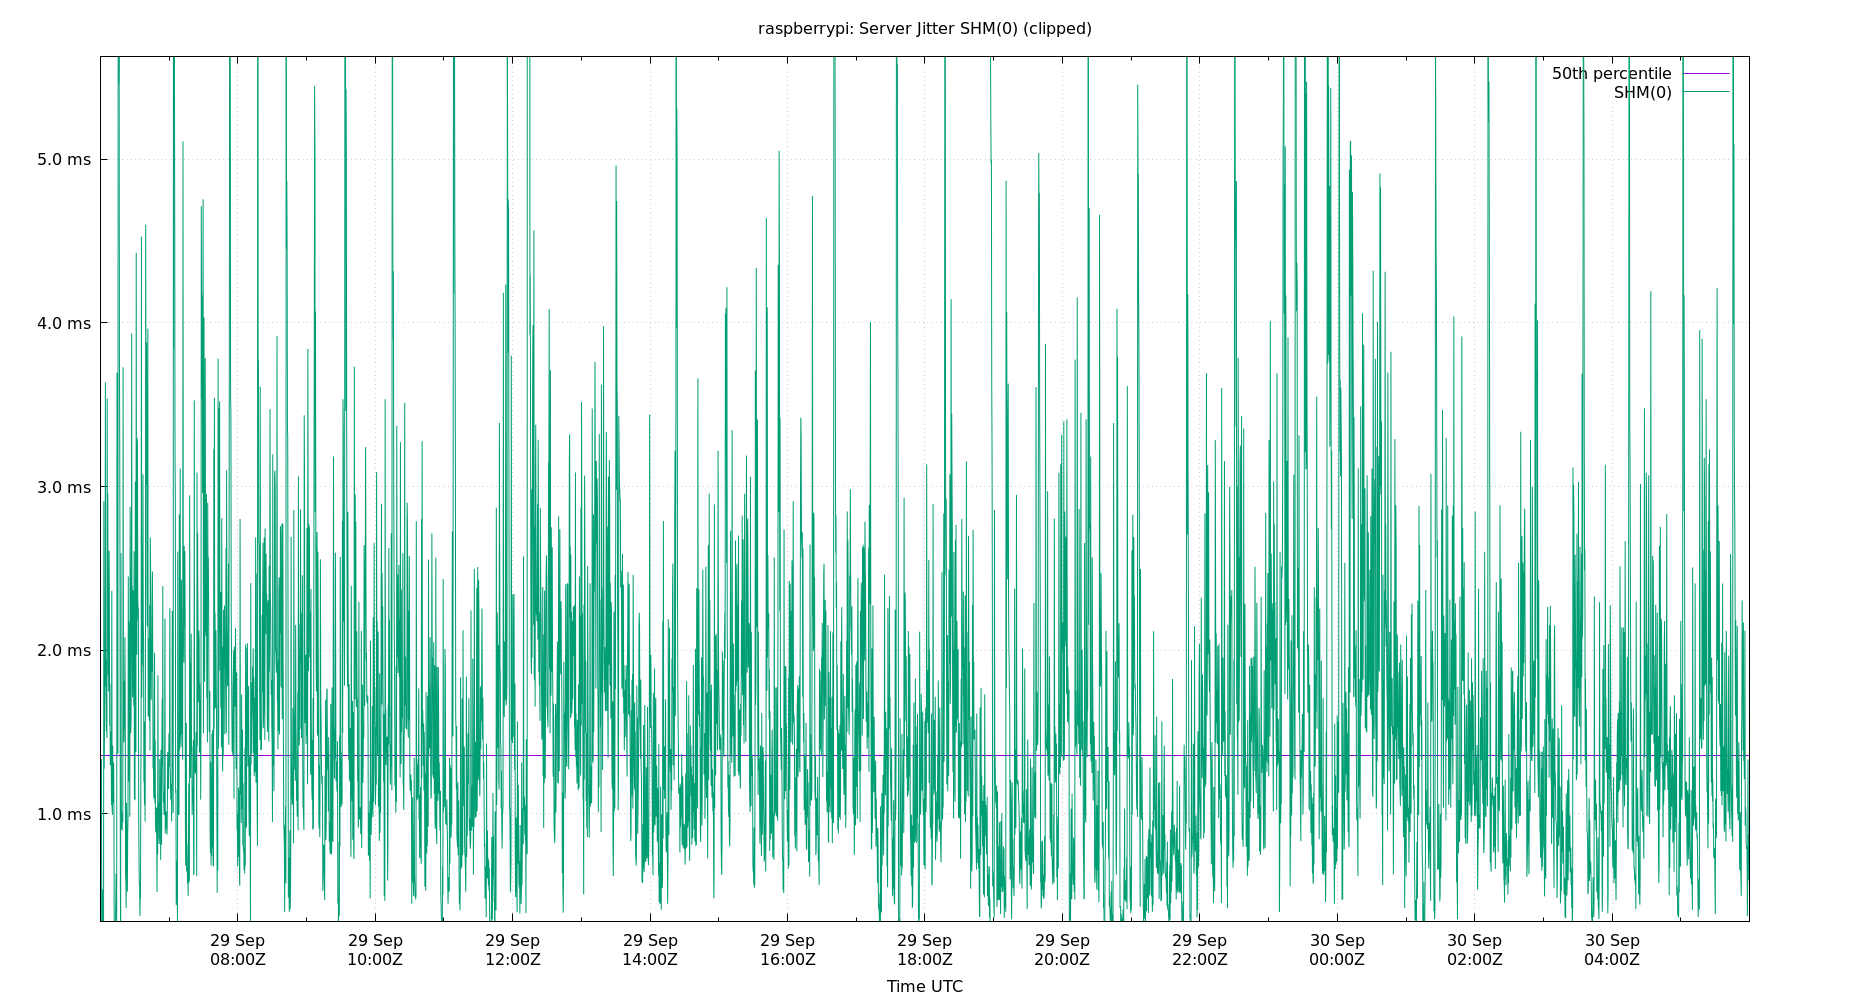 raspberrypi: Server Jitter SHM(0) (clipped)
50th percentile
SHM(0)
5.0 ms
4.0 ms
3.0 ms
2.0 ms
1.0 ms
29 Sep 29 Sep 29 Sep 29 Sep 29 Sep 29 Sep 29 Sep 29 Sep 30 Sep 30 Sep 30 Sep
08:00Z 10:00Z 12:00Z 14:00Z 16:00Z 18:00Z 20:00Z 22:00Z 00:00Z 02:00Z 04:00Z
Time UTC